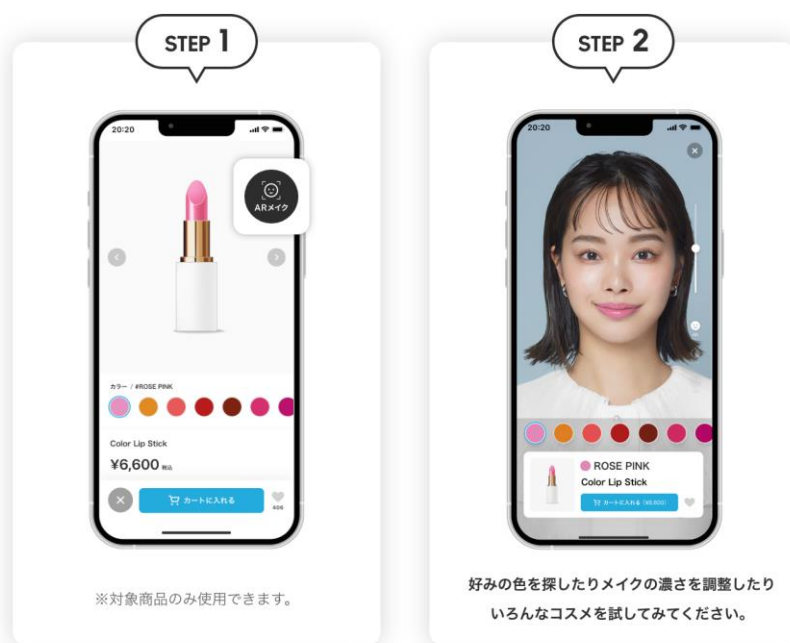 STEP 1
20:20
ARメイク
カラー / #ROSE PINK
Color Lip Stick
¥6,600 税込
カートに入れる
※対象商品のみ使用できます。
STEP 2
20:20
ROSE PINK
Color Lip Stick
カートに入れる (¥6,600)
好みの色を探したりメイクの濃さを調整したり
いろんなコスメを試してみてください。